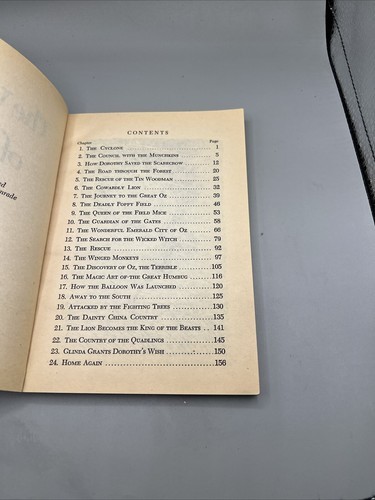 CONTENTS
Chapter Page
1. The Cyclone 1
2. The Council with the Munchkins 5
3. How Dorothy Saved the Scarecrow 12
4. The Road through the Forest 20
5. The Rescue of the Tin Woodman 25
6. The Cowardly Lion 32
7. The Journey to the Great Oz 39
8. The Deadly Poppy Field 46
9. The Queen of the Field Mice 53
10. The Guardian of the Gates 58
11. The Wonderful Emerald City of Oz 66
12. The Search for the Wicked Witch 79
13. The Rescue 92
14. The Winged Monkeys 97
15. The Discovery of Oz, the Terrible 105
16. The Magic Art of the Great Humbug 116
17. How the Balloon Was Launched 120
18. Away to the South 125
19. Attacked by the Fighting Trees 130
20. The Dainty China Country 135
21. The Lion Becomes the King of the Beasts 141
22. The Country of the Quadlings 145
23. Glinda Grants Dorothy's Wish 150
24. Home Again 156